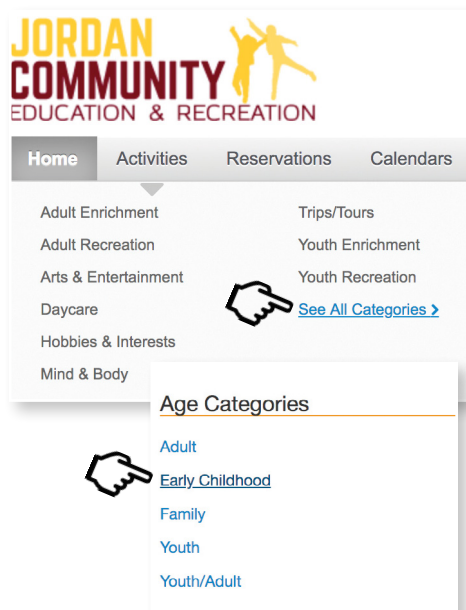 JORDAN
COMMUNITY
EDUCATION & RECREATION
Home Activities Reservations Calendars
Adult Enrichment
Adult Recreation
Arts & Entertainment
Daycare
Hobbies & Interests
Mind & Body
Trips/Tours
Youth Enrichment
Youth Recreation
See All Categories >
Age Categories
Adult
Early Childhood
Family
Youth
Youth/Adult